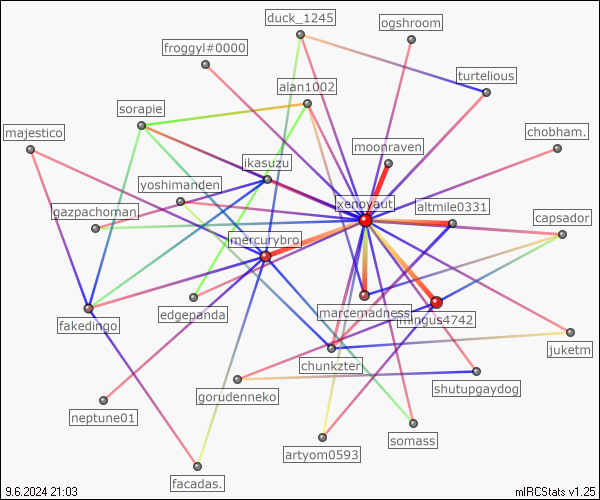 duck_1245
ogshroom
froggyl#0000
turtelious
alan1002
sorapie
majestico
chobham.
moonraven
ikasuzu
yoshimanden
xenoyaut
altmile0331
gazpachoman
capsador
mercurybro
edgepanda
marcemadness
mingus4742
fakedingo
juketm
chunkzter
shutupgaydog
gorudenneko
neptune01
somass
artyom0593
facadas.
9.6.2024 21:03
mIRCStats v1.25